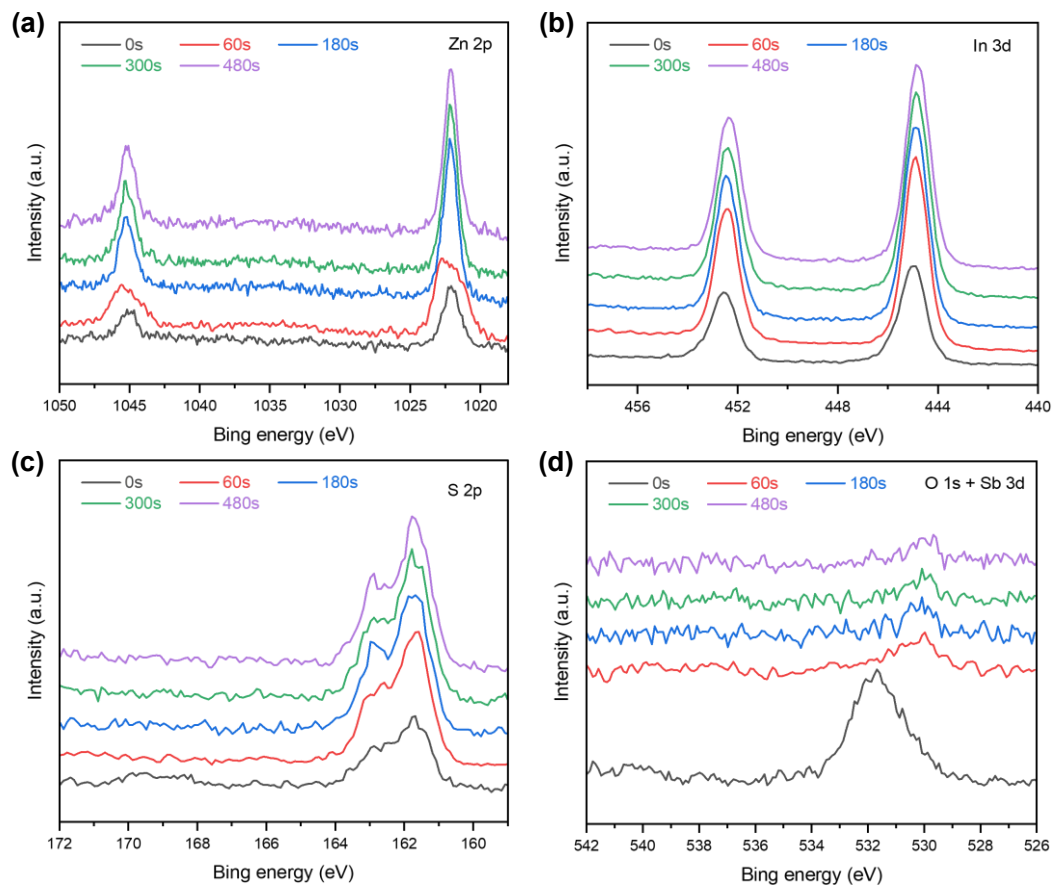 (a)
0s 60s 180s
300s 480s
Zn 2p
Intensity (a.u.)
1050 1045 1040 1035 1030 1025 1020
Bing energy (eV)
(b)
0s 60s 180s
300s 480s
In 3d
Intensity (a.u.)
456 452 448 444 440
Bing energy (eV)
(c)
0s 60s 180s
300s 480s
S 2p
Intensity (a.u.)
172 170 168 166 164 162 160
Bing energy (eV)
(d)
0s 60s 180s
300s 480s
O 1s + Sb 3d
Intensity (a.u.)
542 540 538 536 534 532 530 528 526
Bing energy (eV)